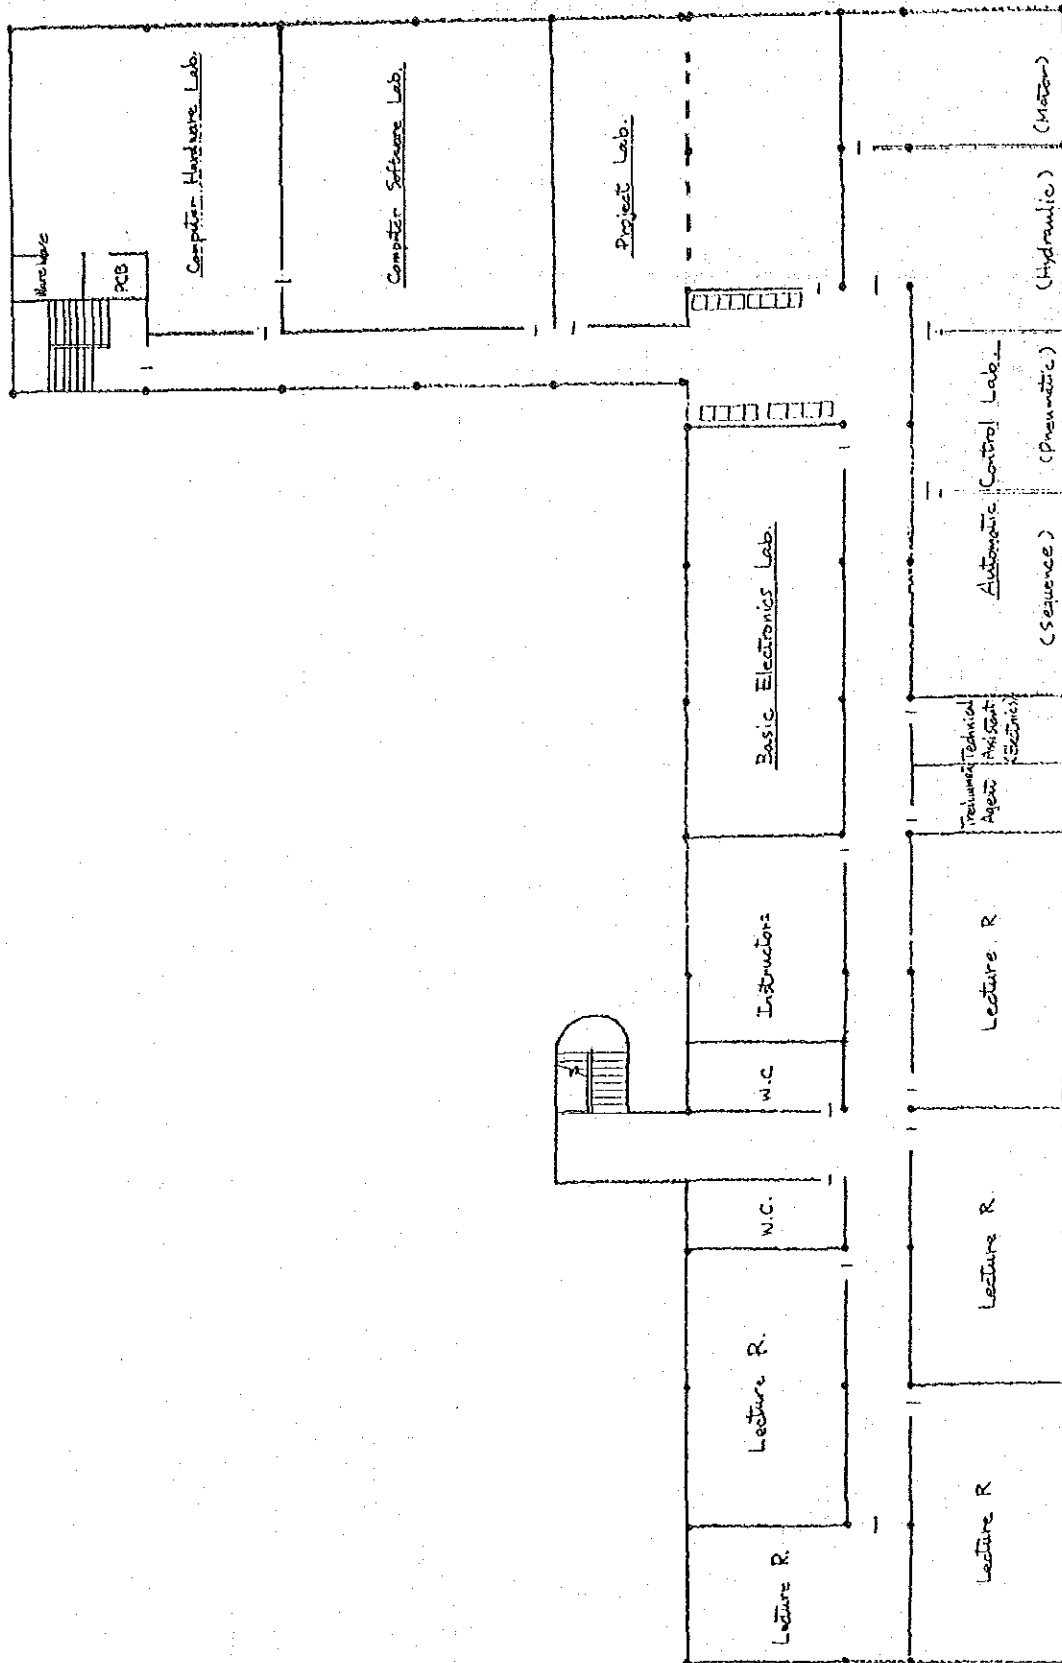 Computer Hardware Lab.
PCB
Computer Software Lab.
Project Lab.
(Motor)
(Hydraulic)
(Pneumatic)
(Sequence)
Automatic Control Lab.
Basic Electronics Lab.
Technical
Assistant
Agent
Instructors
W.C
W.C.
Lecture R.
Lecture R.
Lecture R.
Lecture R.
Lecture R